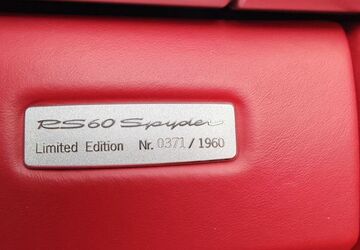 RS60 Spyder
Limited Edition Nr. 0371 / 1960